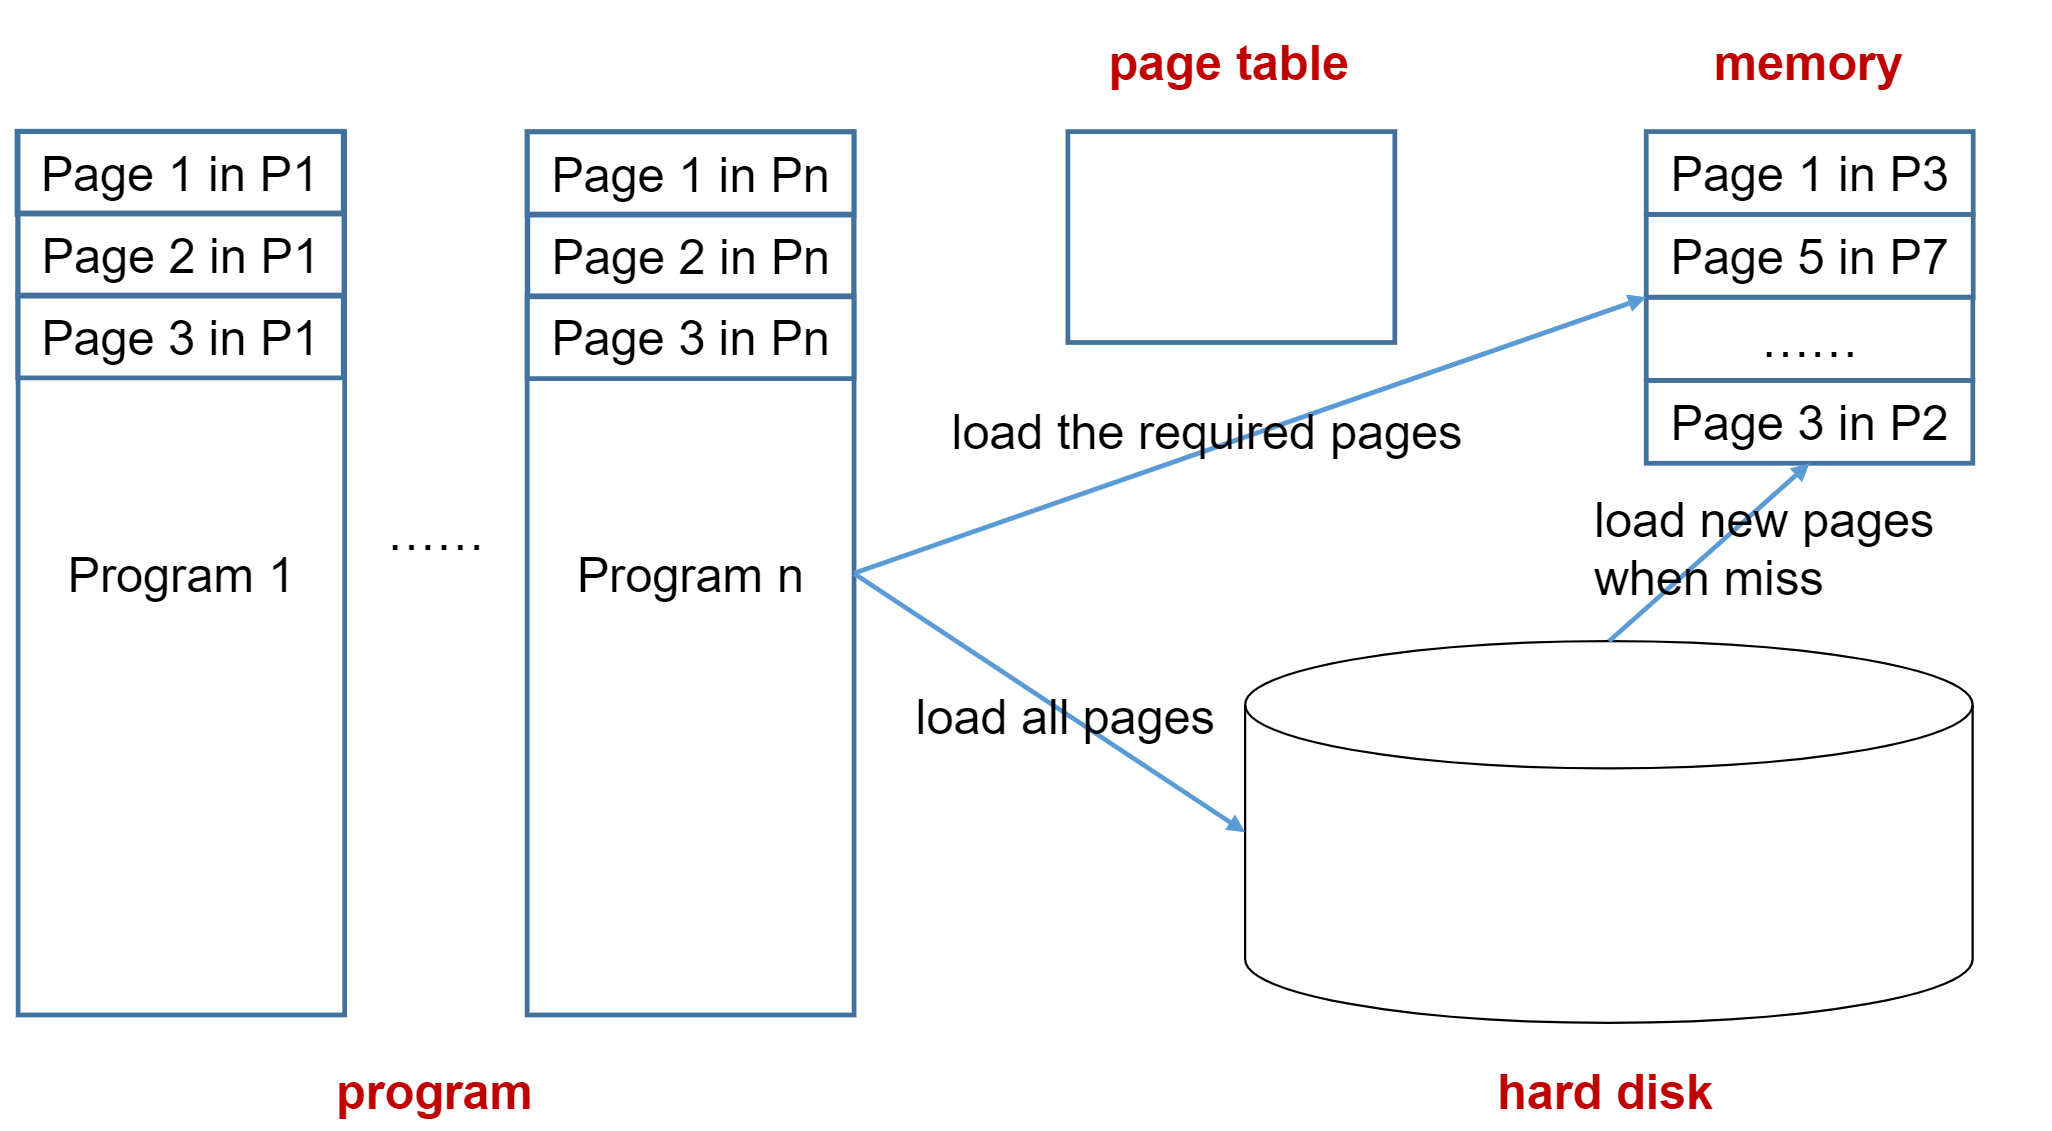 page table
memory
Page 1 in P1
Page 2 in P1
Page 3 in P1
Program 1
......
Page 1 in Pn
Page 2 in Pn
Page 3 in Pn
Program n
Page 1 in P3
Page 5 in P7
......
Page 3 in P2
load the required pages
load new pages
when miss
load all pages
program
hard disk